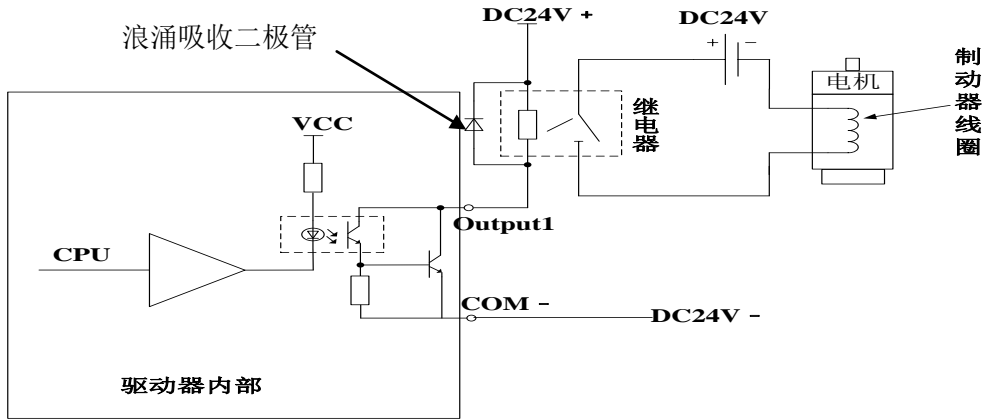 DC24V +
DC24V
+
−
浪涌吸收二极管
电机
制动器线圈
继电器
VCC
Output1
CPU
COM -
DC24V -
驱动器内部